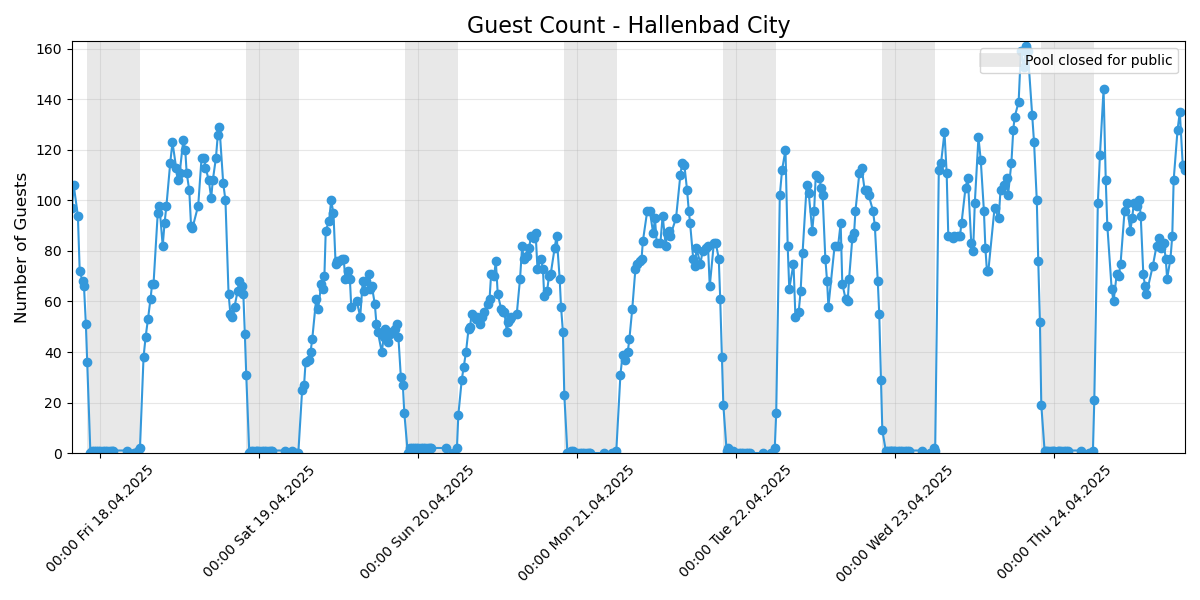 Guest Count - Hallenbad City
Pool closed for public
Number of Guests
160
140
120
100
80
60
40
20
0
00:00 Fri 18.04.2025
00:00 Sat 19.04.2025
00:00 Sun 20.04.2025
00:00 Mon 21.04.2025
00:00 Tue 22.04.2025
00:00 Wed 23.04.2025
00:00 Thu 24.04.2025